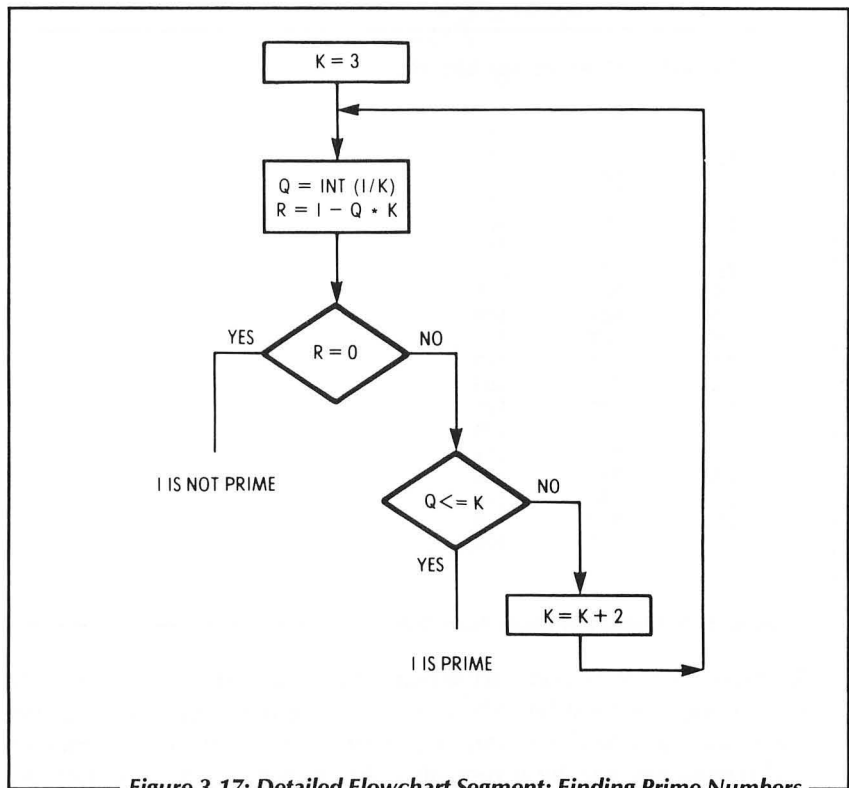 K = 3
Q = INT (I/K)
R = I − Q * K
YES
R = 0
NO
I IS NOT PRIME
Q <= K
NO
YES
K = K + 2
I IS PRIME
Figure 3.17: Detailed Flowchart Segment: Finding Prime Numbers